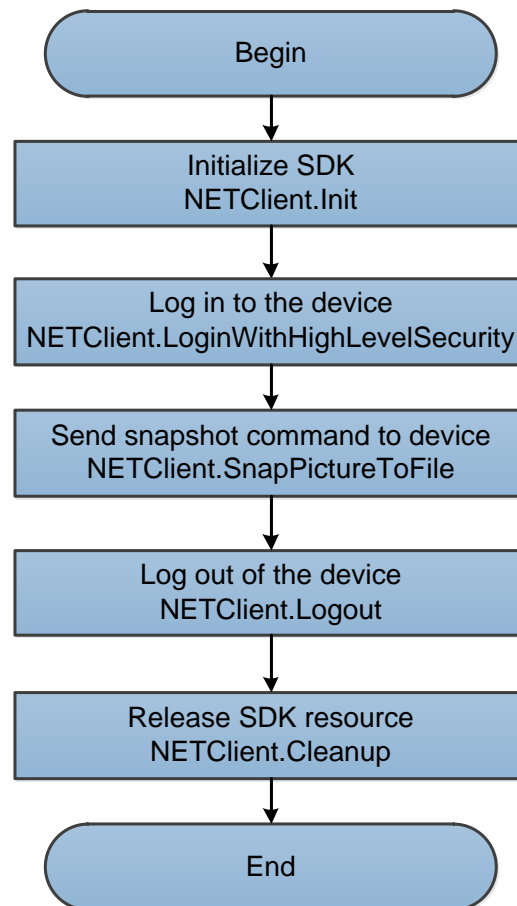 Begin
Initialize SDK
NETClient.Init
Log in to the device
NETClient.LoginWithHighLevelSecurity
Send snapshot command to device
NETClient.SnapPictureToFile
Log out of the device
NETClient.Logout
Release SDK resource
NETClient.Cleanup
End